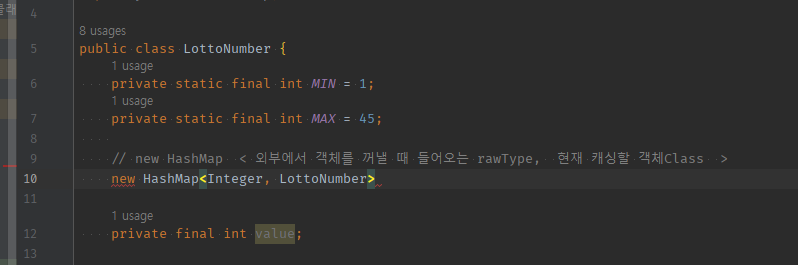 들래
4
8 usages
5 public class LottoNumber {
1 usage
6 private static final int MIN = 1;
1 usage
7 private static final int MAX = 45;
8
9 // new HashMap < 외부에서 객체를 꺼낼 때 들어오는 rawType, 현재 캐싱할 객체Class >
10 new HashMap<Integer, LottoNumber>
11
1 usage
12 private final int value;
13